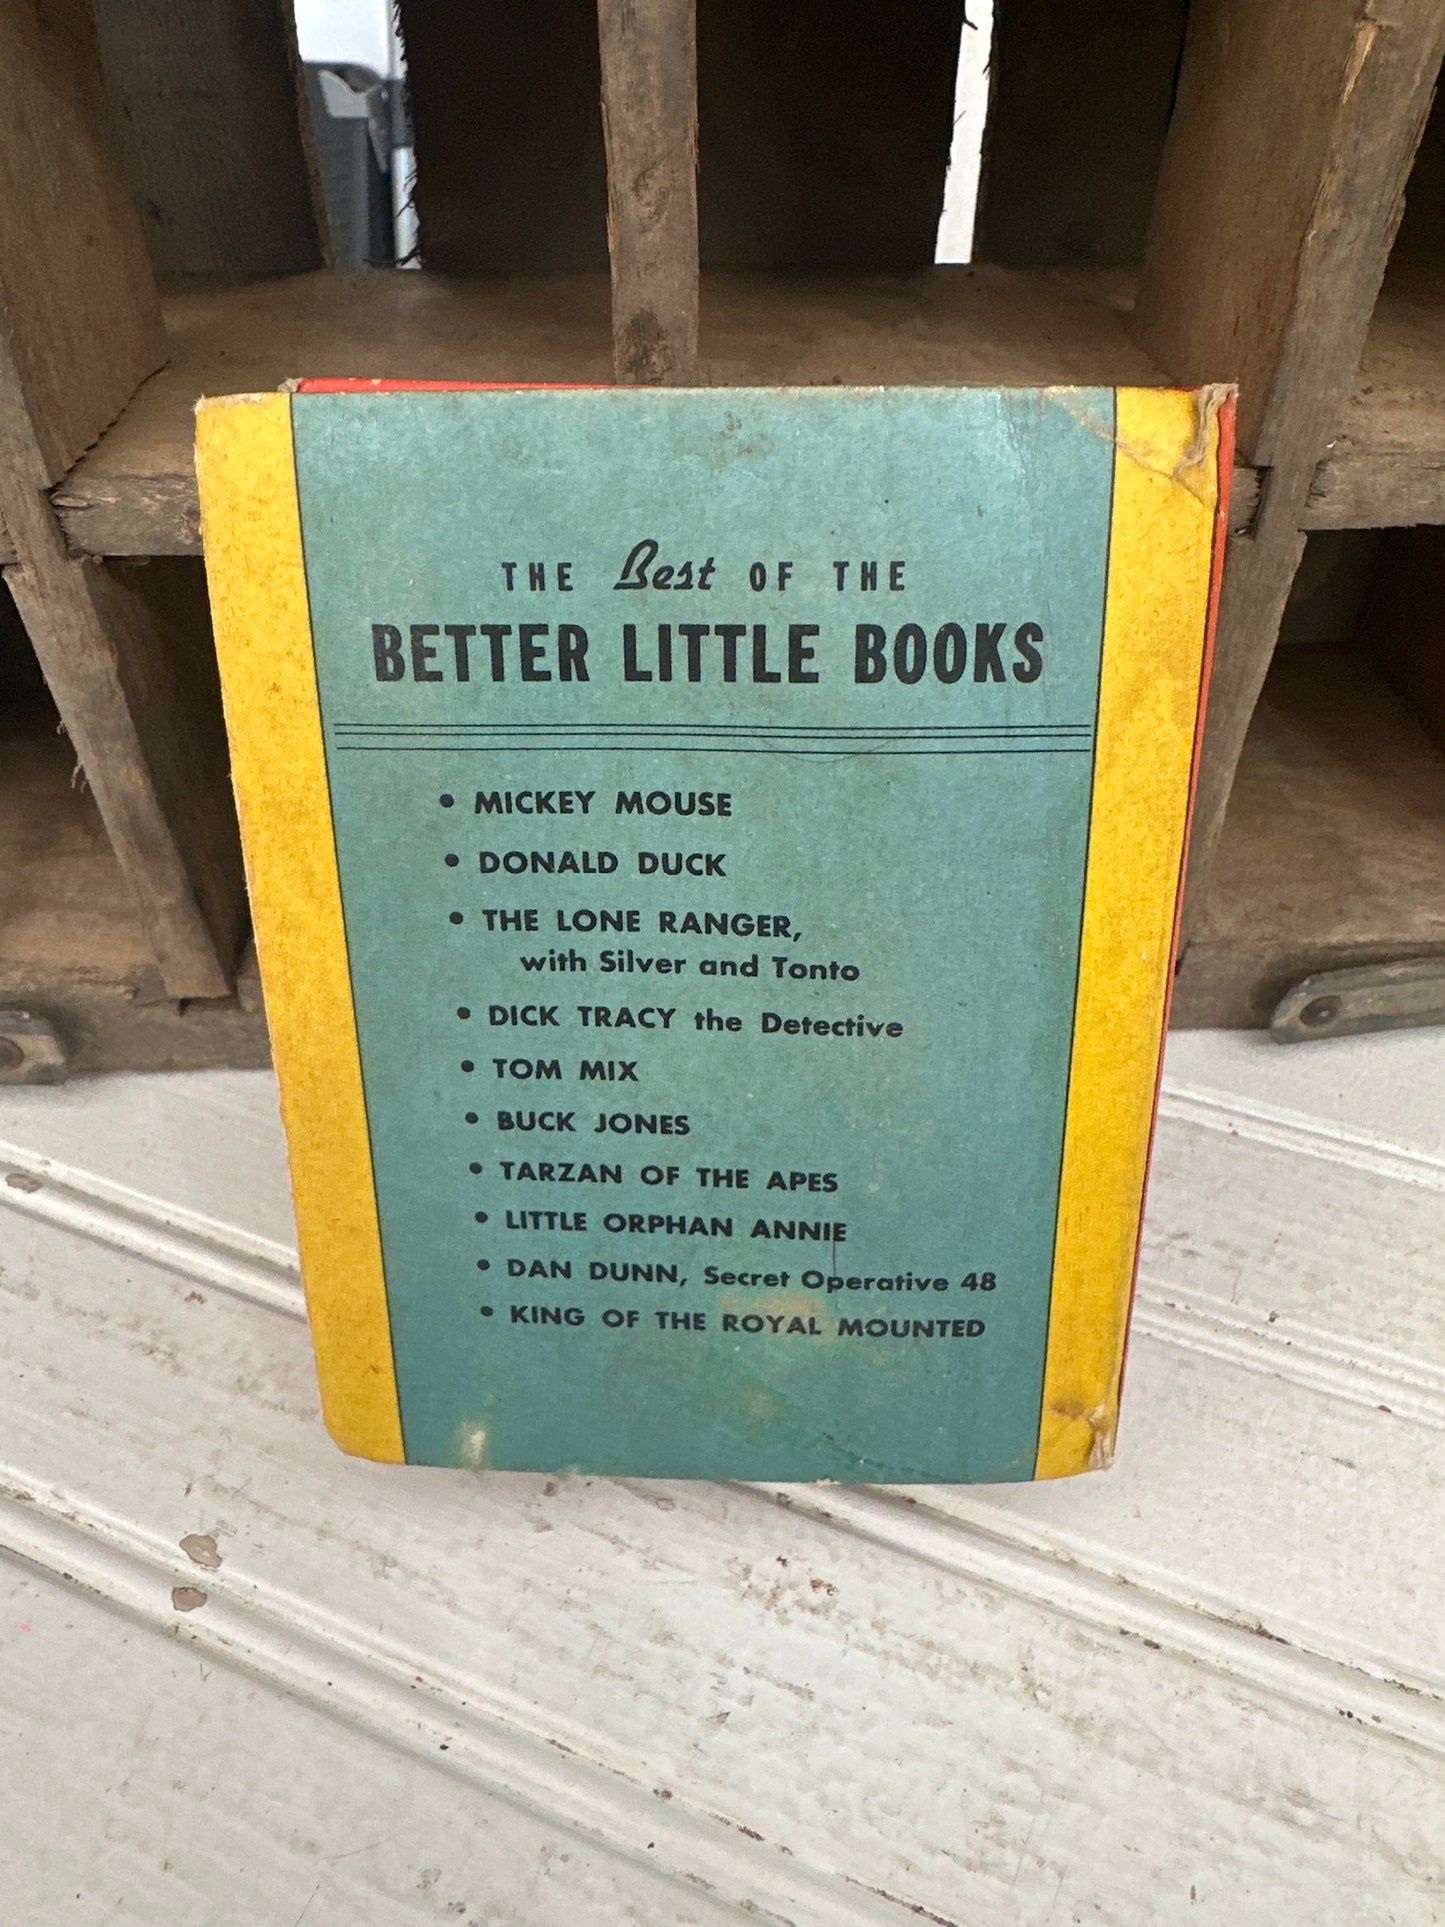 THE Best OF THE
BETTER LITTLE BOOKS
• MICKEY MOUSE
• DONALD DUCK
• THE LONE RANGER,
with Silver and Tonto
• DICK TRACY the Detective
• TOM MIX
• BUCK JONES
• TARZAN OF THE APES
• LITTLE ORPHAN ANNIE
• DAN DUNN, Secret Operative 48
• KING OF THE ROYAL MOUNTED